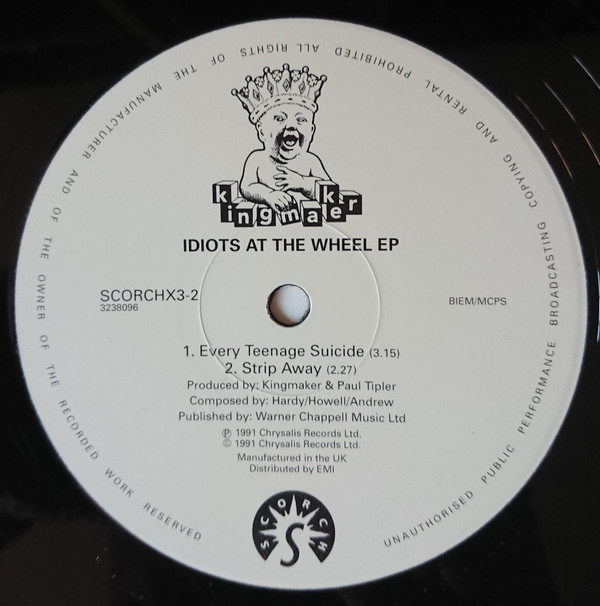 kingmaker
IDIOTS AT THE WHEEL EP
SCORCHX3-2
3238096
BIEM/MCPS
1. Every Teenage Suicide (3.15)
2. Strip Away (2.27)
Produced by: Kingmaker & Paul Tipler
Composed by: Hardy/Howell/Andrew
Published by: Warner Chappell Music Ltd
℗ 1991 Chrysalis Records Ltd.
© 1991 Chrysalis Records Ltd.
Manufactured in the UK
Distributed by EMI
SCORCH
S
ALL RIGHTS OF THE MANUFACTURER AND OF THE OWNER OF THE RECORDED WORK RESERVED
UNAUTHORISED PUBLIC PERFORMANCE BROADCASTING COPYING AND RENTAL PROHIBITED